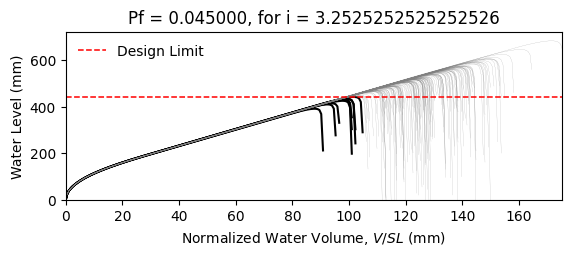 Pf = 0.045000, for i = 3.2525252525252526
Design Limit
Water Level (mm)
600
400
200
0
0 20 40 60 80 100 120 140 160
Normalized Water Volume, V/SL (mm)